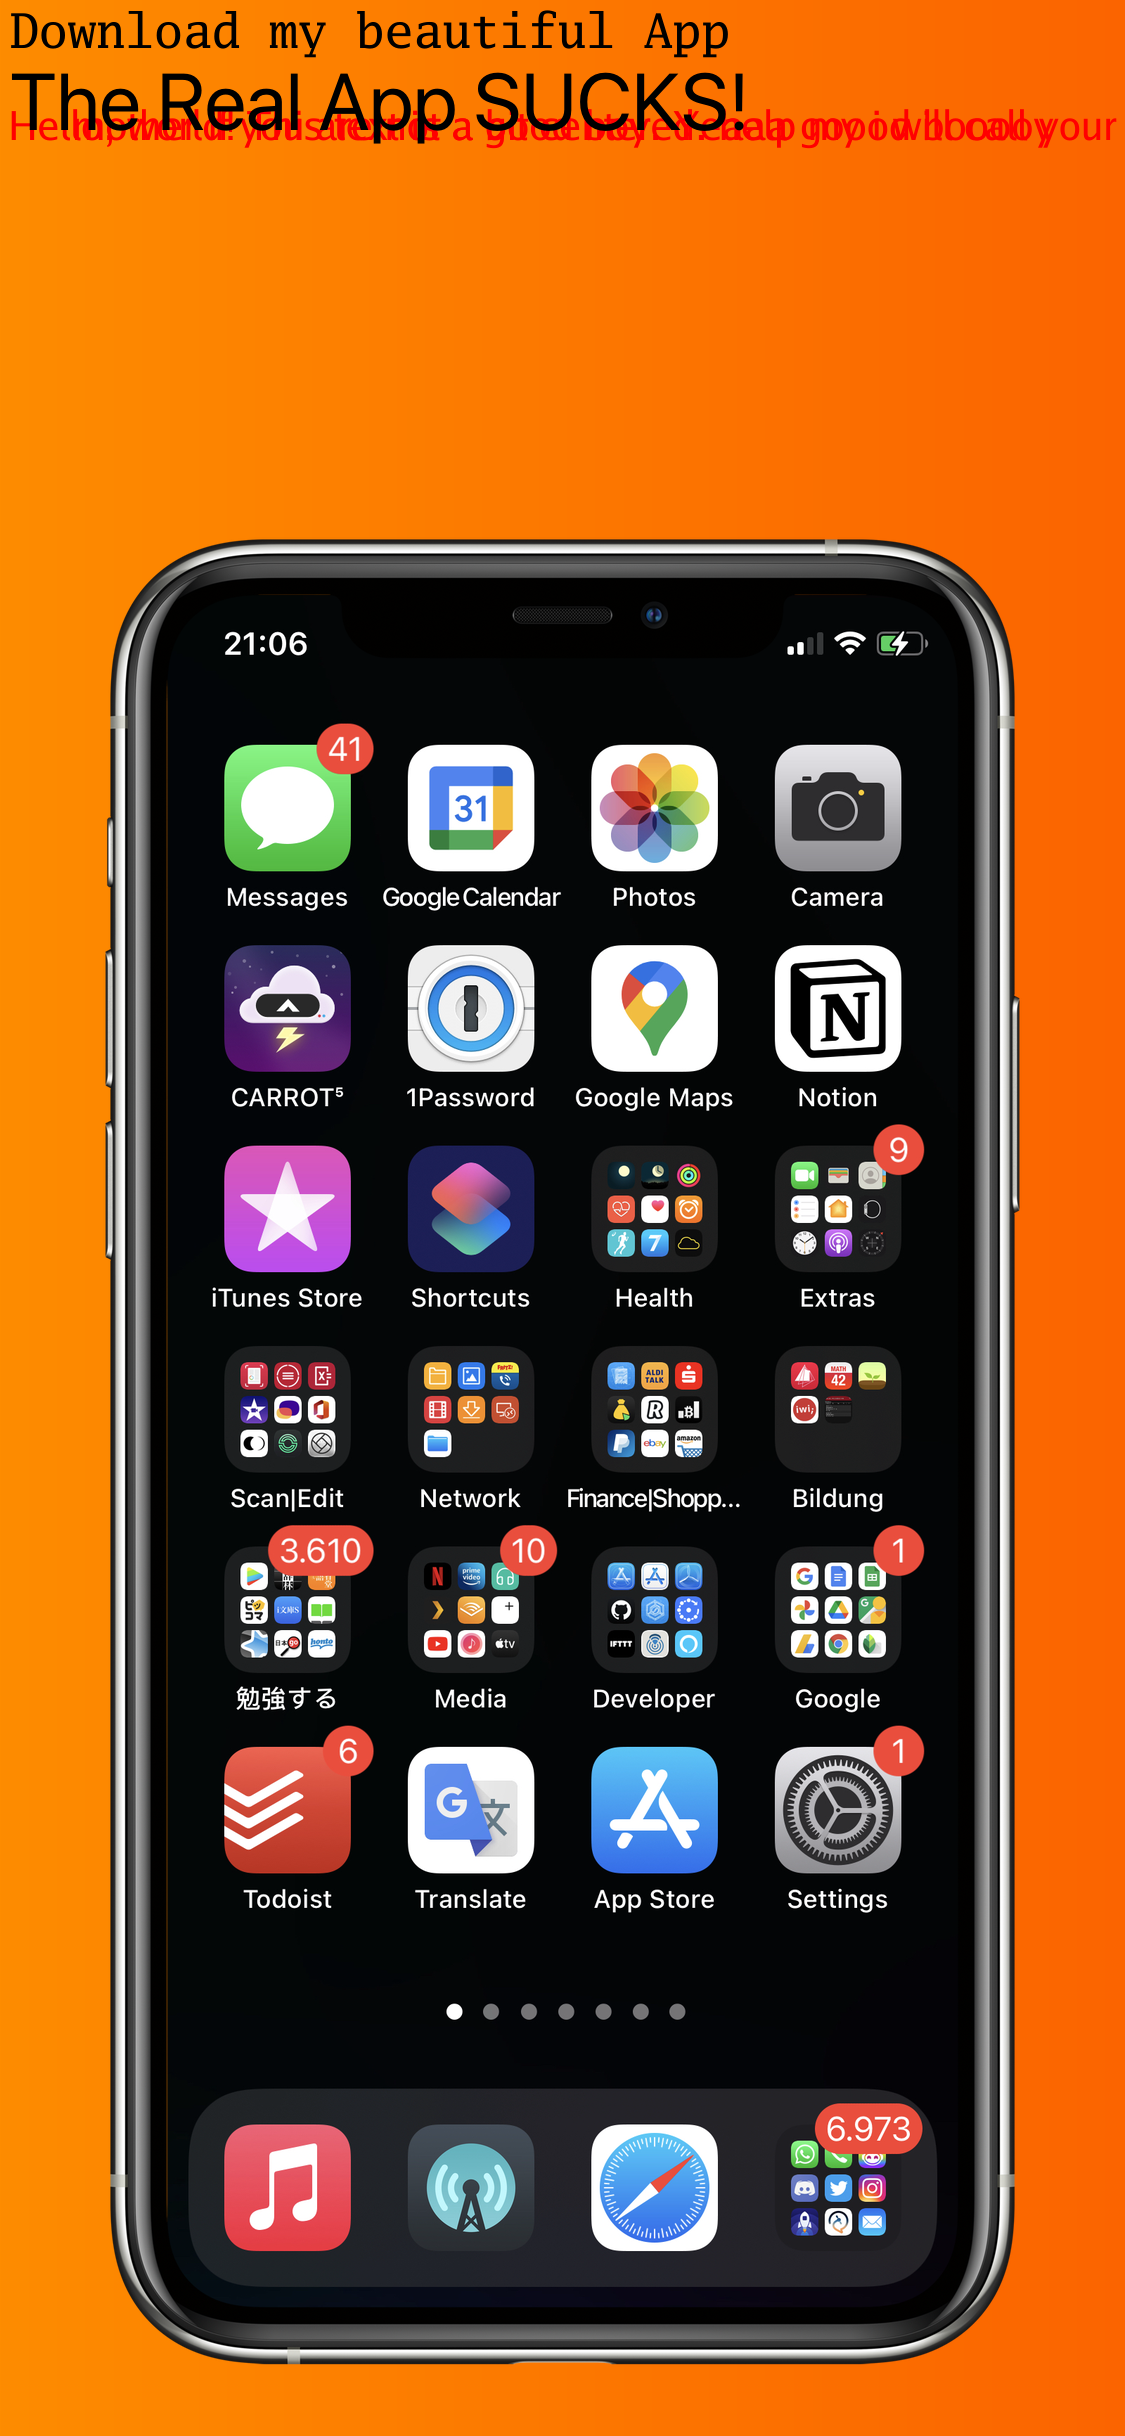 Download my beautiful App
The Real App SUCKS!
21:06
41
31
Messages
Google Calendar
Photos
Camera
CARROT⁵
1Password
Google Maps
Notion
9
iTunes Store
Shortcuts
Health
Extras
Scan|Edit
Network
Finance|Shopp...
Bildung
3.610
10
1
勉強する
Media
Developer
Google
6
1
Todoist
Translate
App Store
Settings
6.973